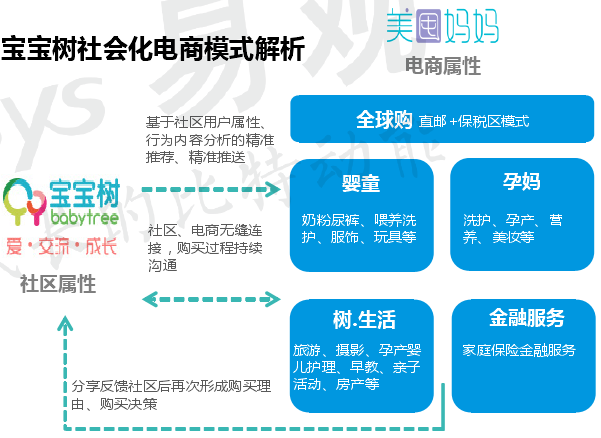 美囤妈妈
宝宝树社会化电商模式解析
电商属性
基于社区用户属性、
行为内容分析的精准
推荐、精准推送
全球购 直邮+保税区模式
宝宝树
babytree
爱·交流·成长
社区属性
婴童
奶粉尿裤、喂养洗
护、服饰、玩具等
孕妈
洗护、孕产、营
养、美妆等
社区、电商无缝连
接，购买过程持续
沟通
树.生活
旅游、摄影、孕产婴
儿护理、早教、亲子
活动、房产等
金融服务
家庭保险金融服务
分享反馈社区后再次形成购买理
由、购买决策
sys 易观
的比特动能